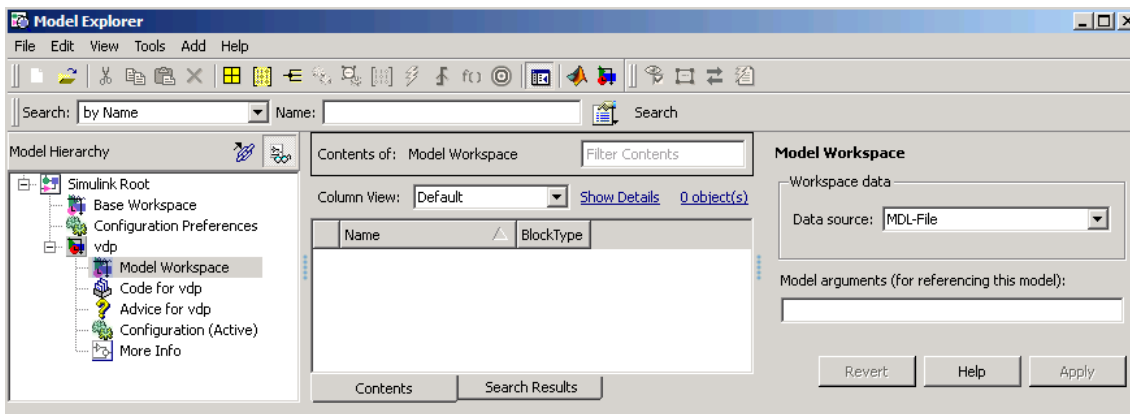 Model Explorer
File Edit View Tools Add Help
f()
Search: by Name Name: Search
Model Hierarchy
Simulink Root
Base Workspace
Configuration Preferences
vdp
Model Workspace
Code for vdp
Advice for vdp
Configuration (Active)
More Info
Contents of: Model Workspace Filter Contents
Column View: Default Show Details 0 object(s)
Name BlockType
Contents Search Results
Model Workspace
Workspace data
Data source: MDL-File
Model arguments (for referencing this model):
Revert Help Apply